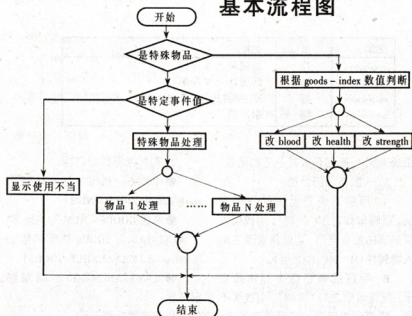 基本流程图
开始
是特殊物品
根据 goods-index 数值判断
是特定事件值
特殊物品处理
改 blood 改 health 改 strength
显示使用不当
物品 1 处理 …… 物品 N 处理
结束